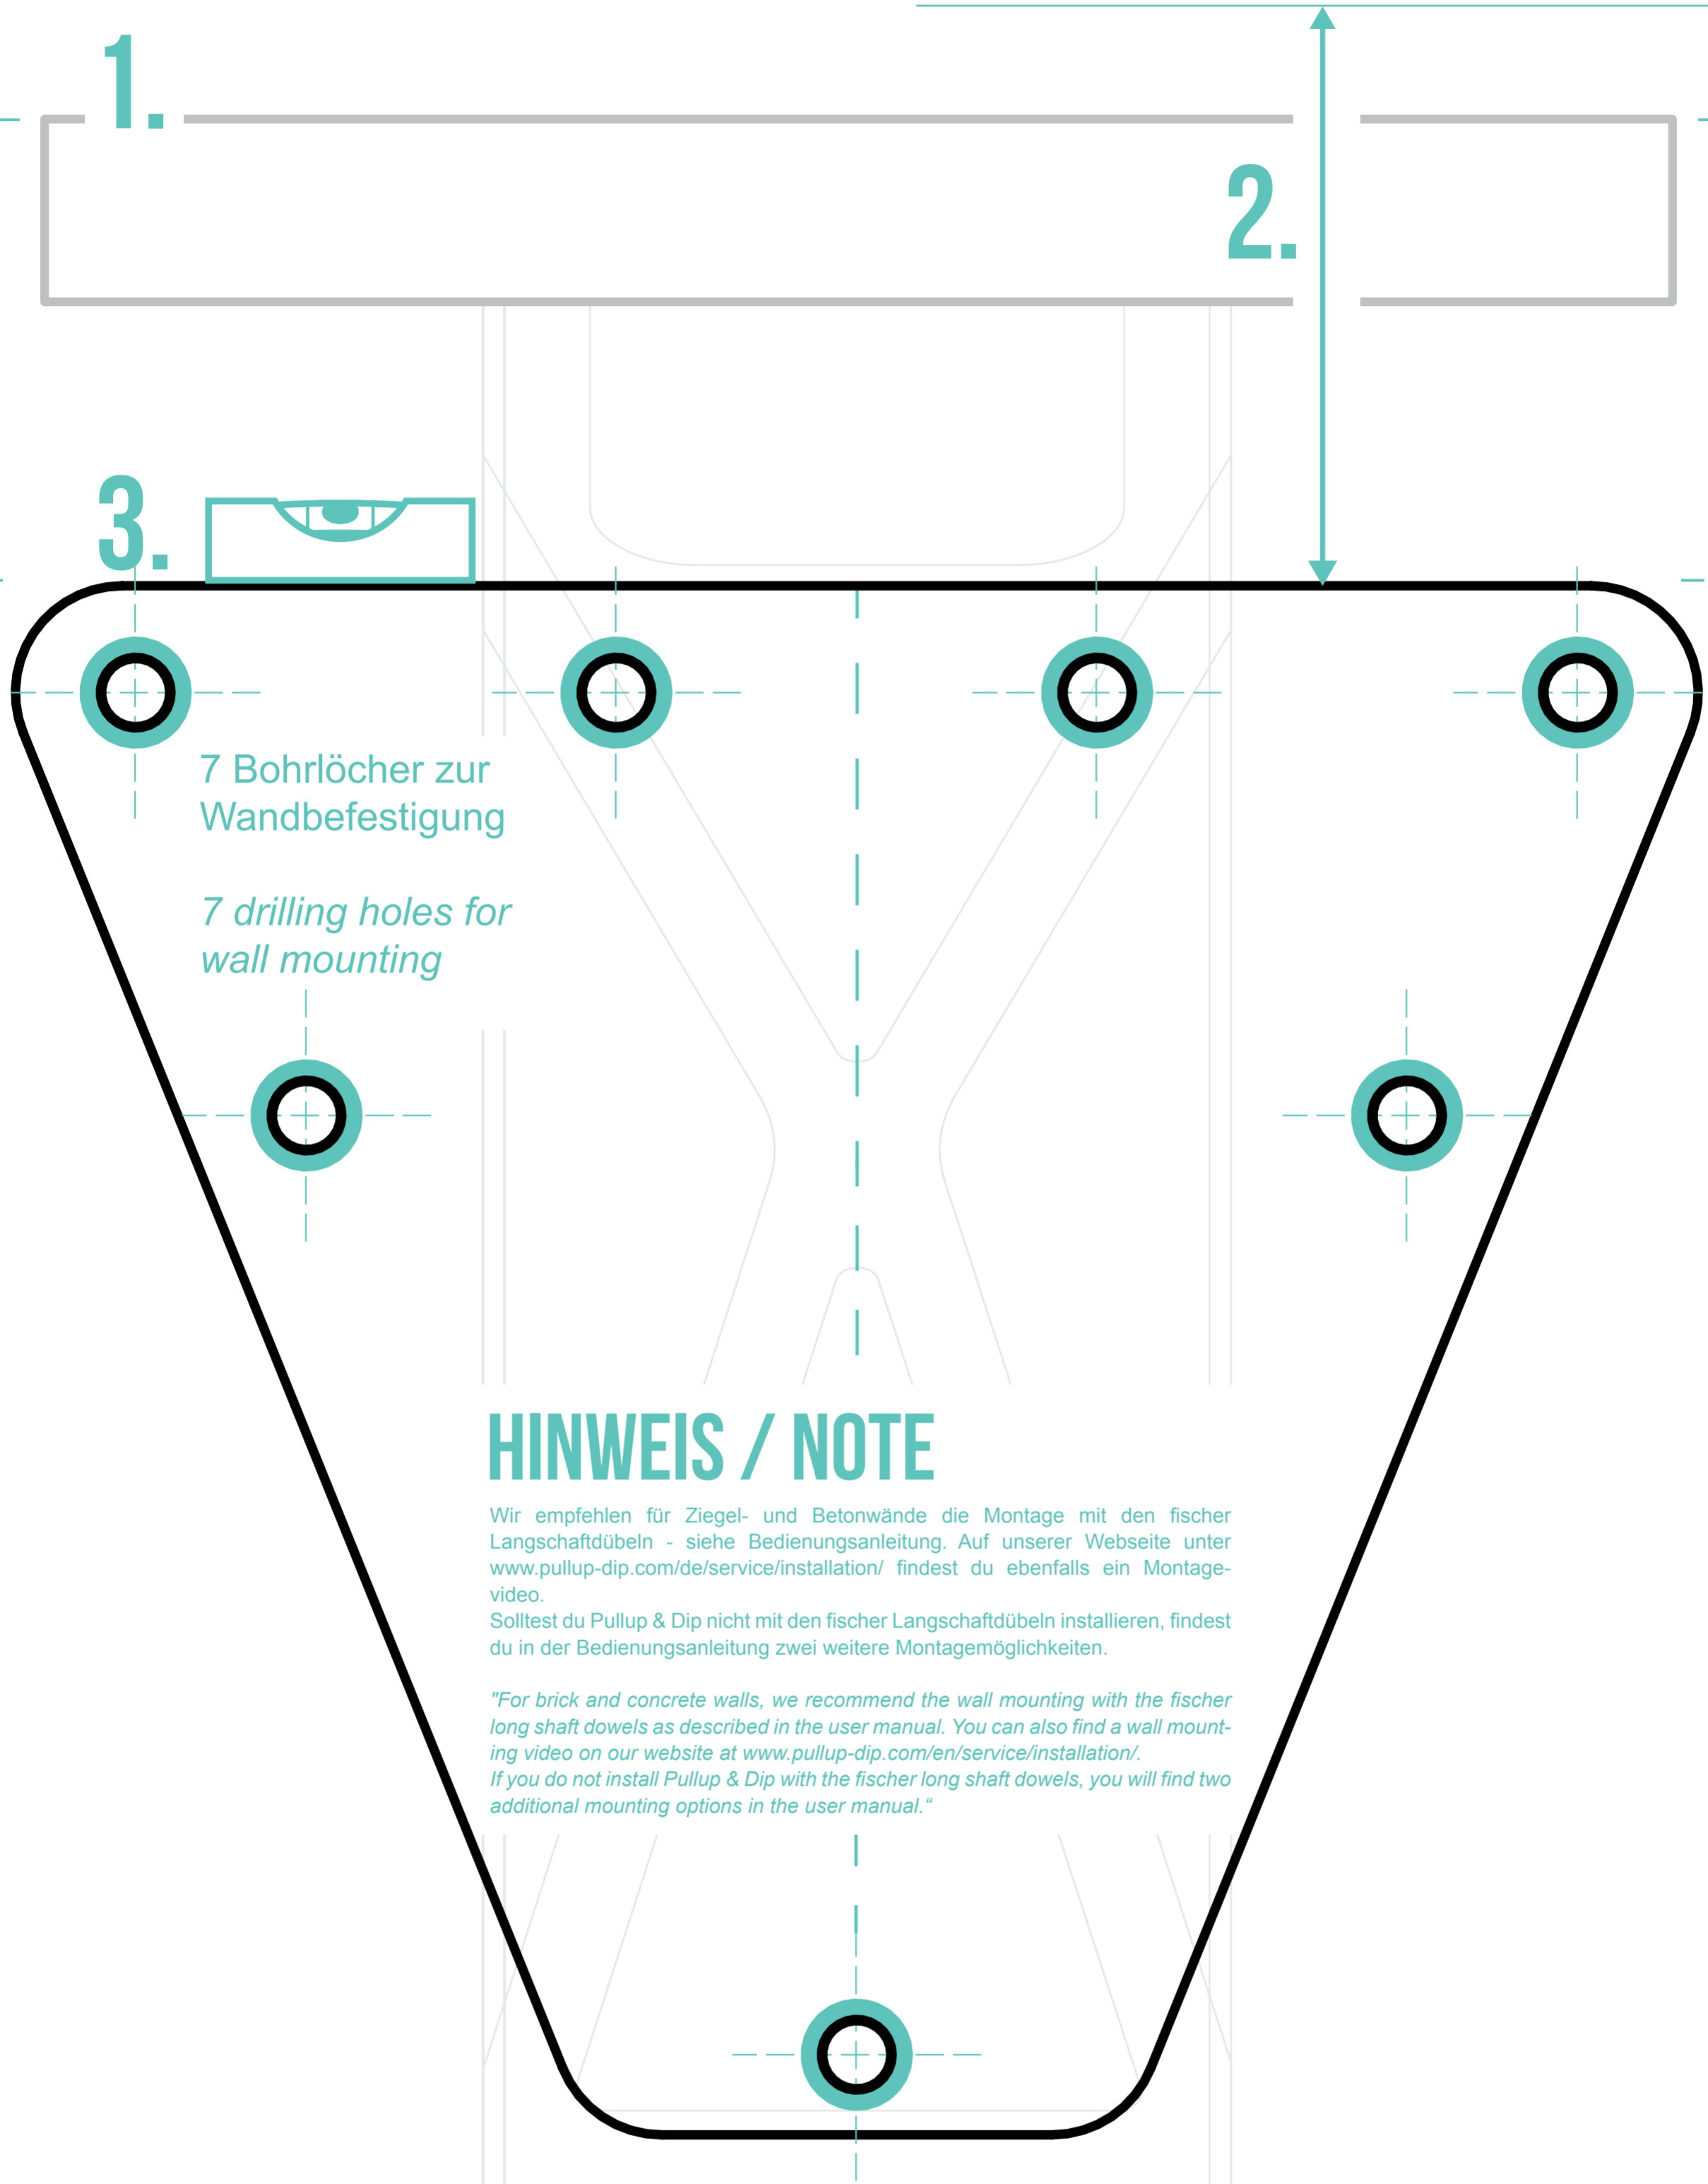 1.
2.
3.
7 Bohrlöcher zur
Wandbefestigung
7 drilling holes for
wall mounting
HINWEIS / NOTE
Wir empfehlen für Ziegel- und Betonwände die Montage mit den fischer
Langschaftdübeln - siehe Bedienungsanleitung. Auf unserer Webseite unter
www.pullup-dip.com/de/service/installation/ findest du ebenfalls ein Montage-
video.
Solltest du Pullup & Dip nicht mit den fischer Langschaftdübeln installieren, findest
du in der Bedienungsanleitung zwei weitere Montagemöglichkeiten.
"For brick and concrete walls, we recommend the wall mounting with the fischer
long shaft dowels as described in the user manual. You can also find a wall mount-
ing video on our website at www.pullup-dip.com/en/service/installation/.
If you do not install Pullup & Dip with the fischer long shaft dowels, you will find two
additional mounting options in the user manual.“